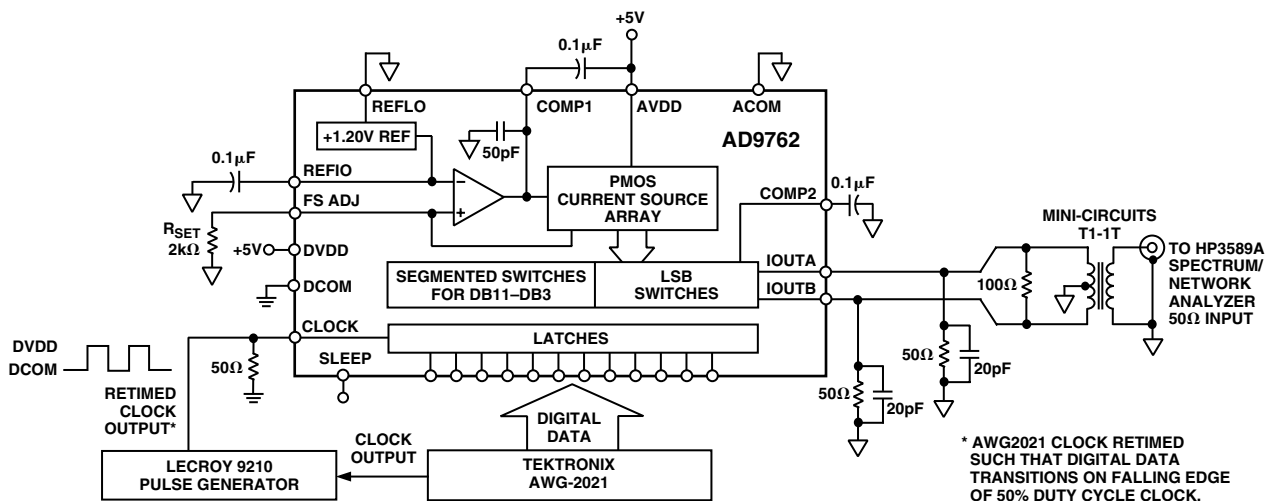 +5V
0.1µF
REFLO
COMP1
AVDD
ACOM
+1.20V REF
50pF
AD9762
0.1µF
REFIO
PMOS
CURRENT SOURCE
ARRAY
COMP2
0.1µF
FS ADJ
RSET
2kΩ
+5V
DVDD
MINI-CIRCUITS
T1-1T
TO HP3589A
SPECTRUM/
NETWORK
ANALYZER
50Ω INPUT
SEGMENTED SWITCHES
FOR DB11–DB3
LSB
SWITCHES
IOUTA
IOUTB
100Ω
DCOM
CLOCK
LATCHES
DVDD
DCOM
50Ω
SLEEP
50Ω
20pF
50Ω
20pF
RETIMED
CLOCK
OUTPUT*
DIGITAL
DATA
CLOCK
OUTPUT
LECROY 9210
PULSE GENERATOR
TEKTRONIX
AWG-2021
* AWG2021 CLOCK RETIMED
SUCH THAT DIGITAL DATA
TRANSITIONS ON FALLING EDGE
OF 50% DUTY CYCLE CLOCK.